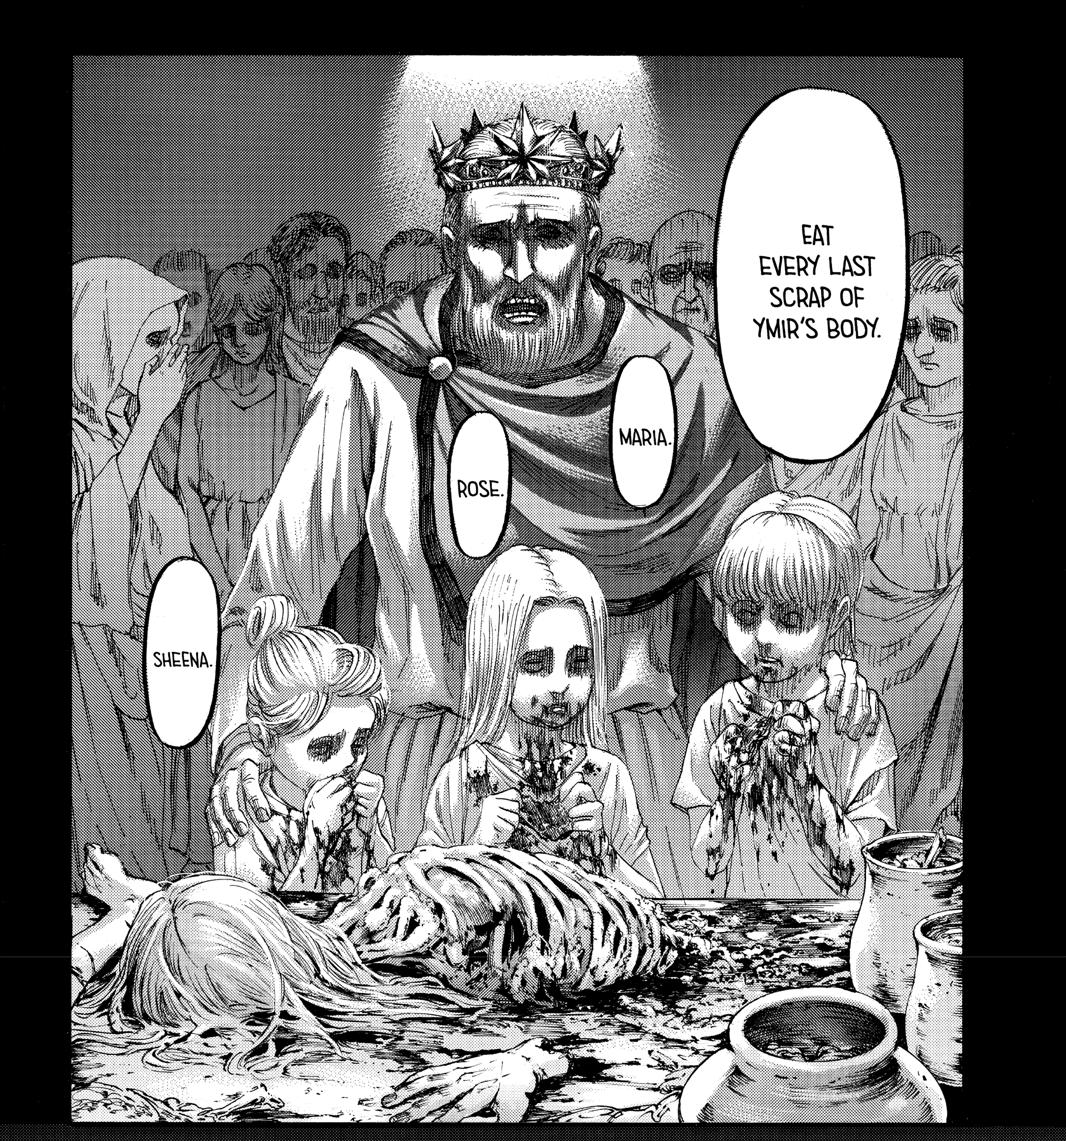 EAT
EVERY LAST
SCRAP OF
YMIR'S BODY.
MARIA.
ROSE.
SHEENA.